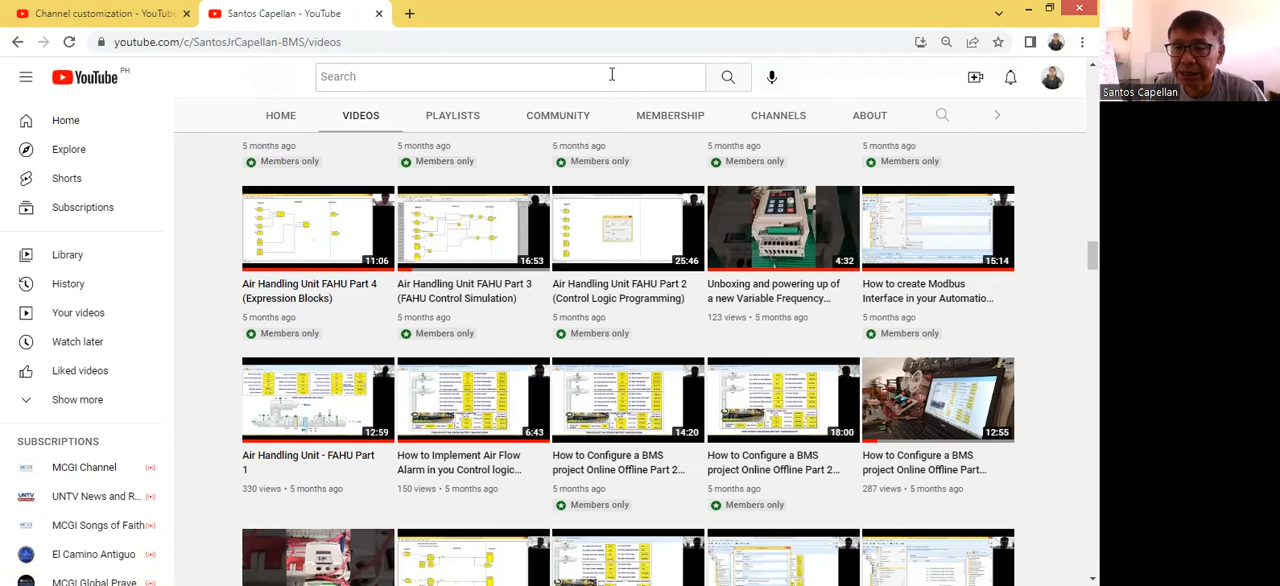 Channel customization - YouTub
Santos Capellan - YouTube
youtube.com/c/SantosJrCapellan-BMS/videos
YouTube PH
Search
Santos Capellan
HOME
VIDEOS
PLAYLISTS
COMMUNITY
MEMBERSHIP
CHANNELS
ABOUT
Home
Explore
Shorts
Subscriptions
Library
History
Your videos
Watch later
Liked videos
Show more
SUBSCRIPTIONS
MCGI Channel
UNTV News and R...
MCGI Songs of Faith
El Camino Antiguo
MCGI Global Praye
5 months ago
Members only
5 months ago
Members only
5 months ago
Members only
5 months ago
Members only
5 months ago
Members only
11:06
Air Handling Unit FAHU Part 4
(Expression Blocks)
5 months ago
Members only
16:53
Air Handling Unit FAHU Part 3
(FAHU Control Simulation)
5 months ago
Members only
25:46
Air Handling Unit FAHU Part 2
(Control Logic Programming)
5 months ago
Members only
4:32
Unboxing and powering up of
a new Variable Frequency...
123 views • 5 months ago
15:14
How to create Modbus
Interface in your Automatio...
5 months ago
Members only
12:59
Air Handling Unit - FAHU Part
1
330 views • 5 months ago
6:43
How to Implement Air Flow
Alarm in you Control logic...
150 views • 5 months ago
14:20
How to Configure a BMS
project Online Offline Part 2...
5 months ago
Members only
18:00
How to Configure a BMS
project Online Offline Part 2...
5 months ago
Members only
12:55
How to Configure a BMS
project Online Offline Part...
287 views • 5 months ago